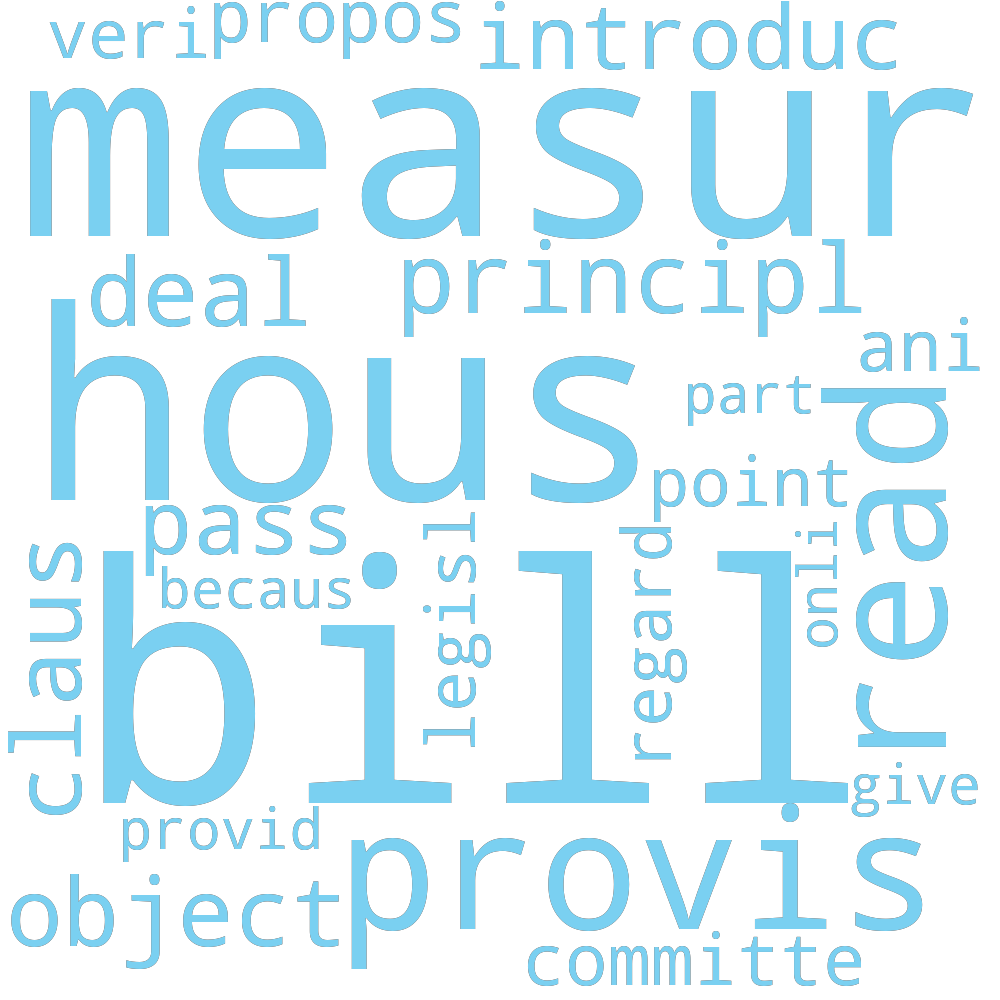 veri
propos
introduc
measur
deal
principl
hous
ani
part
read
point
pass
becaus
legisl
regard
onli
claus
bill
give
provid
provis
object
committe